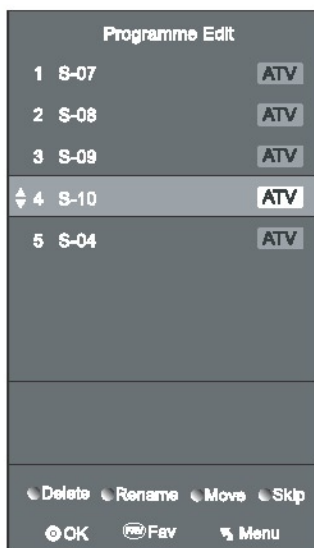 Programme Edit
1 S-07 ATV
2 S-08 ATV
3 S-09 ATV
4 S-10 ATV
5 S-04 ATV
Delete Rename Move Skip
OK FAV Fav Menu